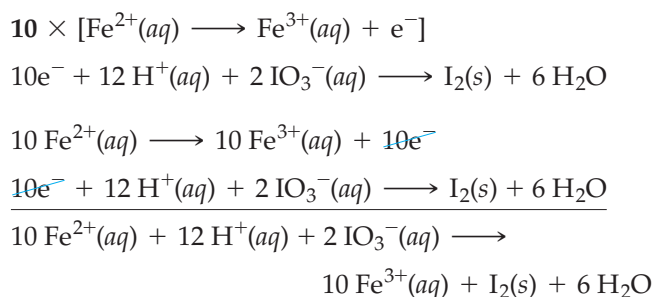 10 × [Fe²⁺(aq) ⟶ Fe³⁺(aq) + e⁻]
10e⁻ + 12 H⁺(aq) + 2 IO₃⁻(aq) ⟶ I₂(s) + 6 H₂O
10 Fe²⁺(aq) ⟶ 10 Fe³⁺(aq) + 10e⁻
10e⁻ + 12 H⁺(aq) + 2 IO₃⁻(aq) ⟶ I₂(s) + 6 H₂O
10 Fe²⁺(aq) + 12 H⁺(aq) + 2 IO₃⁻(aq) ⟶
10 Fe³⁺(aq) + I₂(s) + 6 H₂O